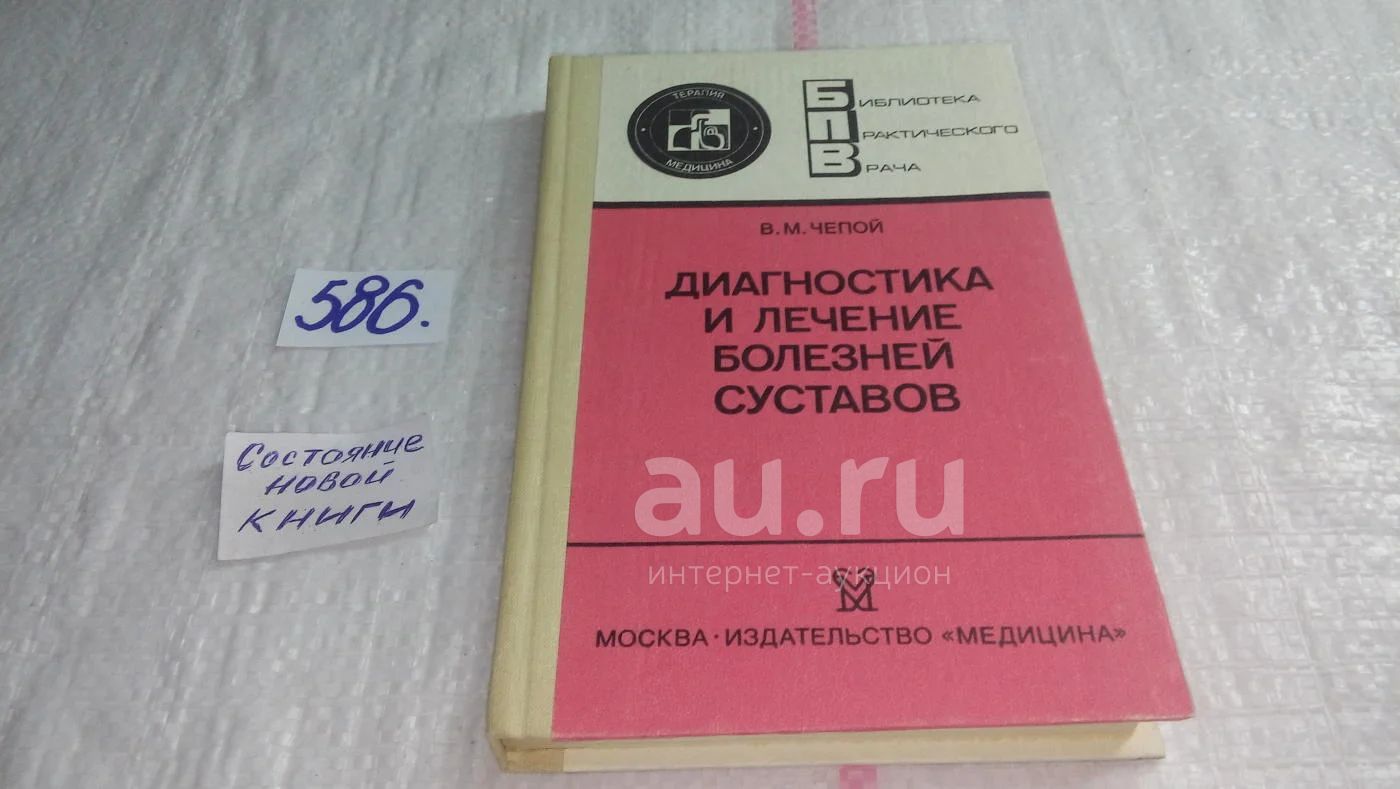 ТЕРАПИЯ
МЕДИЦИНА
БИБЛИОТЕКА
ПРАКТИЧЕСКОГО
ВРАЧА
В.М.ЧЕПОЙ
ДИАГНОСТИКА
И ЛЕЧЕНИЕ
БОЛЕЗНЕЙ
СУСТАВОВ
586.
Состояние
новой
книги
au.ru
интернет-аукцион
МОСКВА · ИЗДАТЕЛЬСТВО «МЕДИЦИНА»